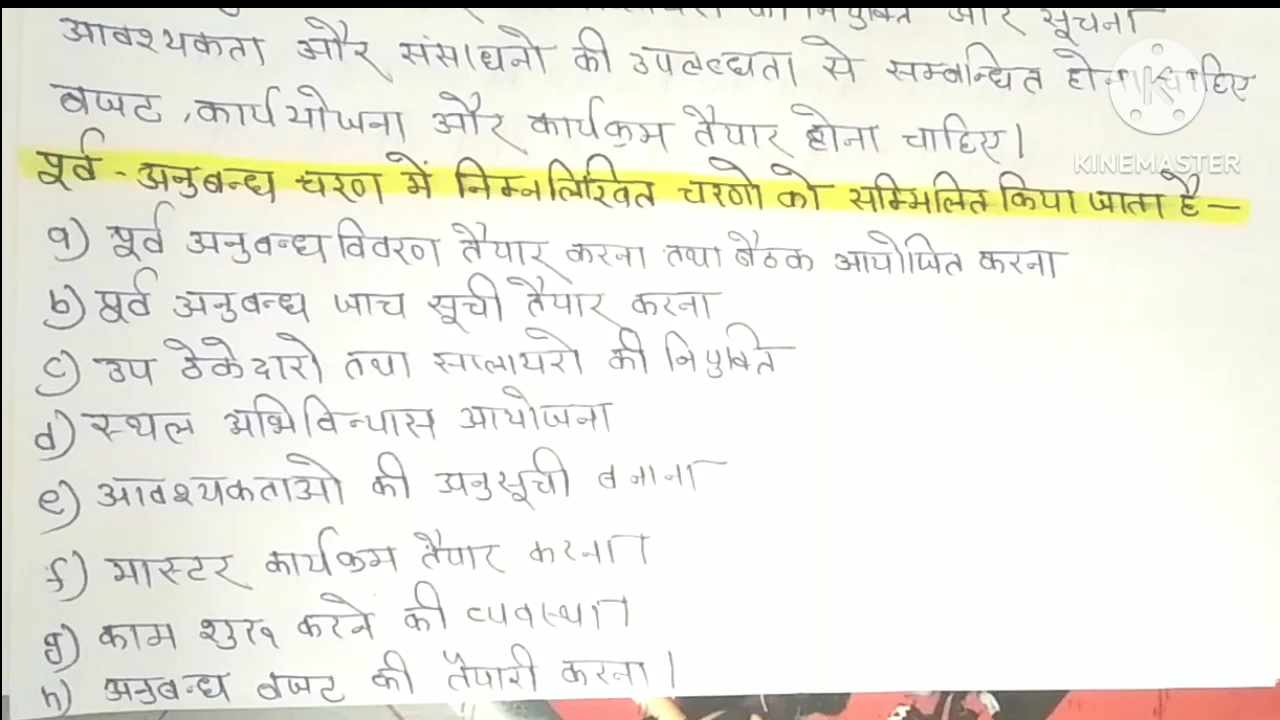 की नियुक्ति और सूचना
आवश्यकता और संसाधनो की उपलब्धता से सम्बन्धित होना चाहिए
बजट, कार्ययोजना और कार्यक्रम तैयार होना चाहिए।
KINEMASTER
पूर्व - अनुबन्ध चरण में निम्नलिखित चरणो को सम्मिलित किया जाता है—
a) पूर्व अनुबन्ध विवरण तैयार करना तथा बैठक आयोजित करना
b) पूर्व अनुबन्ध जाच सूची तैयार करना
c) उप ठेकेदारो तथा सप्लायरो की नियुक्ति
d) स्थल अभिविन्यास आयोजना
e) आवश्यकताओ की अनुसूची बनाना
f) मास्टर कार्यक्रम तैयार करना।
g) काम शुरू करने की व्यवस्था।
h) अनुबन्ध बजट की तैयारी करना।